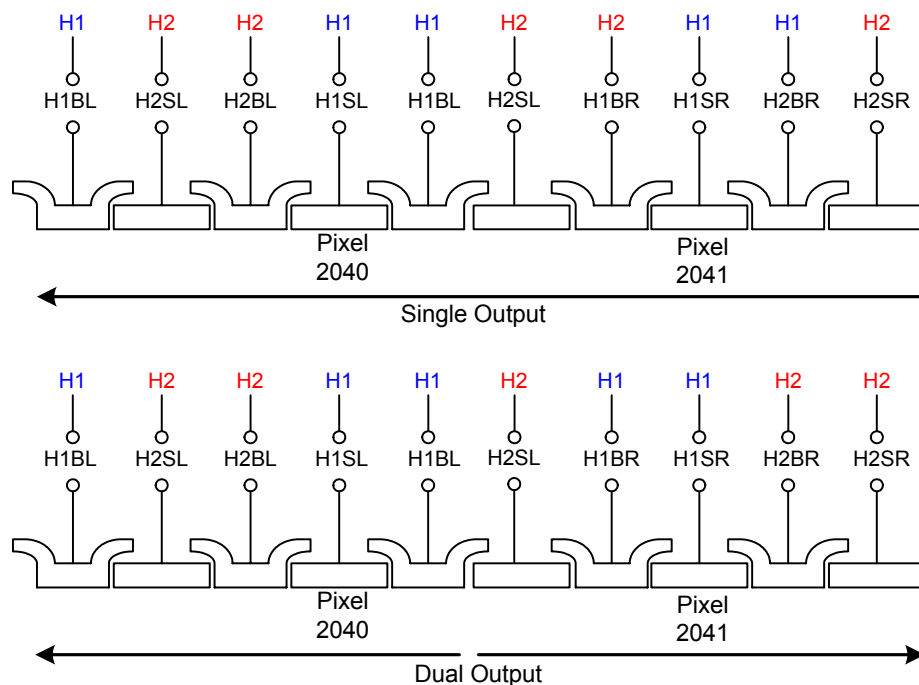 H1 H2 H2 H1 H1 H2 H2 H1 H1 H2
H1BL H2SL H2BL H1SL H1BL H2SL H1BR H1SR H2BR H2SR
Pixel 2040 Pixel 2041
Single Output
H1 H2 H2 H1 H1 H2 H1 H1 H2 H2
H1BL H2SL H2BL H1SL H1BL H2SL H1BR H1SR H2BR H2SR
Pixel 2040 Pixel 2041
Dual Output